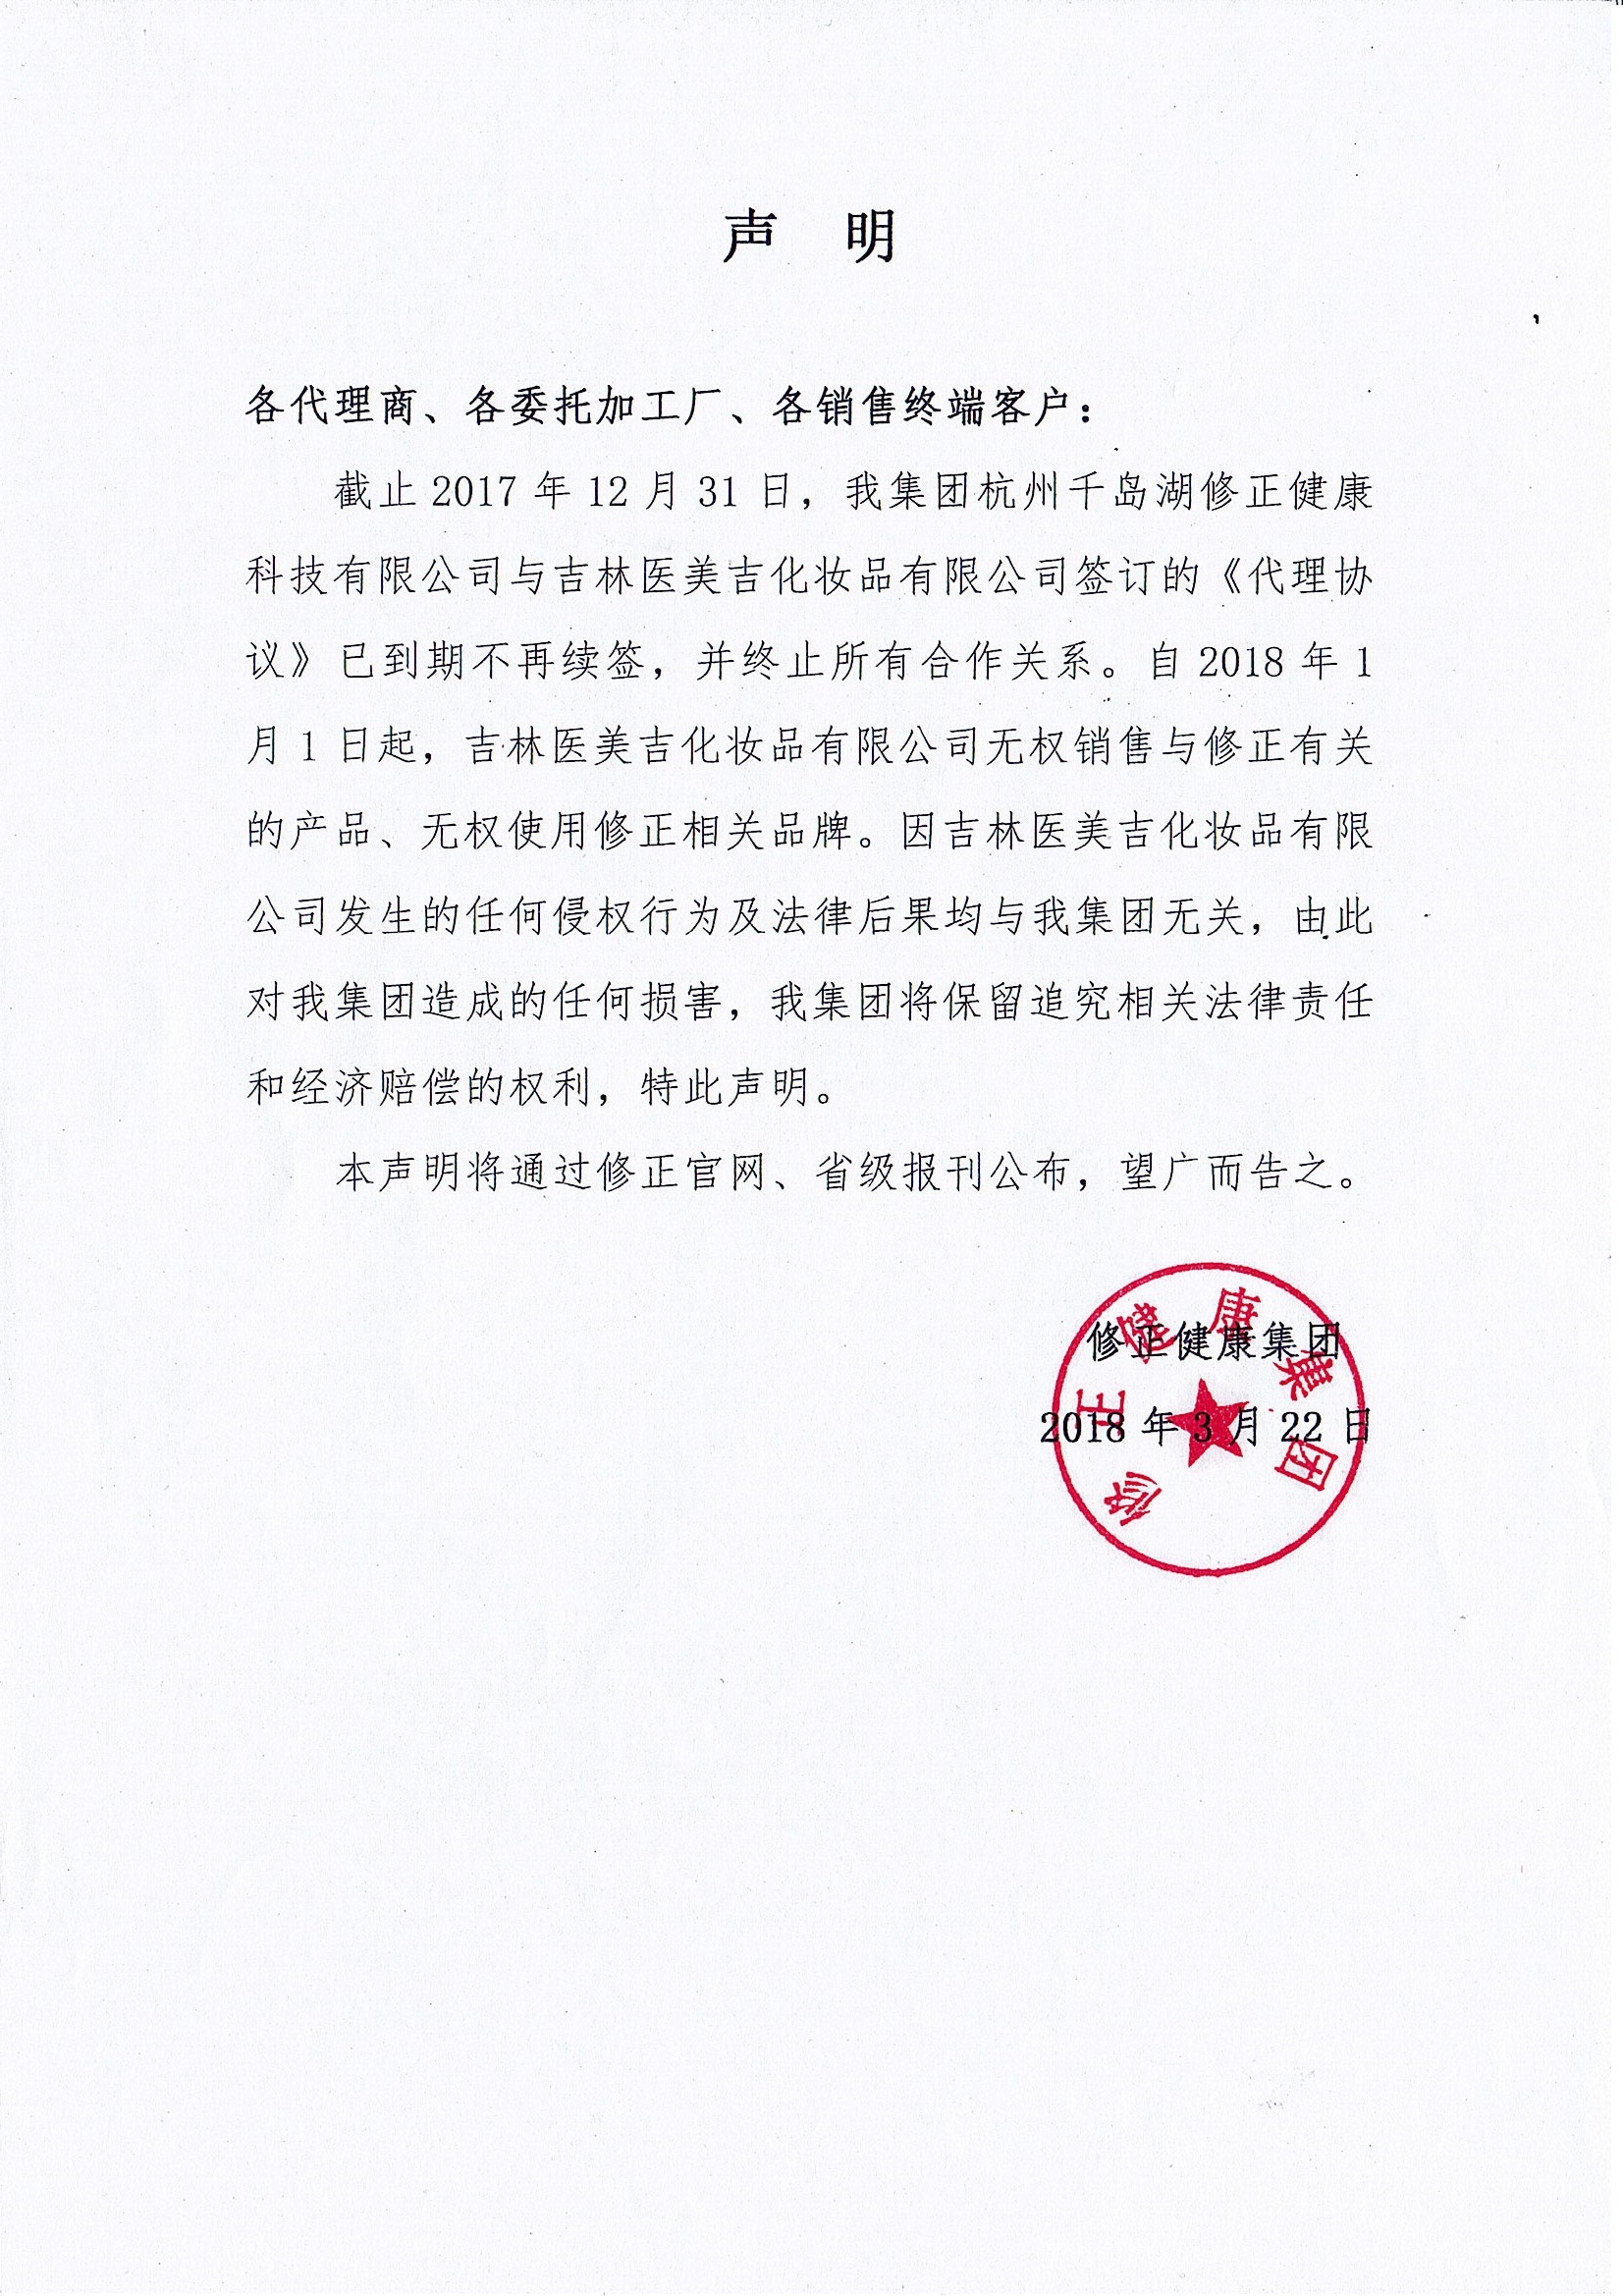 声 明
各代理商、各委托加工厂、各销售终端客户：
截止 2017 年 12 月 31 日，我集团杭州千岛湖修正健康
科技有限公司与吉林医美吉化妆品有限公司签订的《代理协
议》已到期不再续签，并终止所有合作关系。自 2018 年 1
月 1 日起，吉林医美吉化妆品有限公司无权销售与修正有关
的产品、无权使用修正相关品牌。因吉林医美吉化妆品有限
公司发生的任何侵权行为及法律后果均与我集团无关，由此
对我集团造成的任何损害，我集团将保留追究相关法律责任
和经济赔偿的权利，特此声明。
本声明将通过修正官网、省级报刊公布，望广而告之。
修正健康集团
2018 年 3 月 22 日
修正健康集团